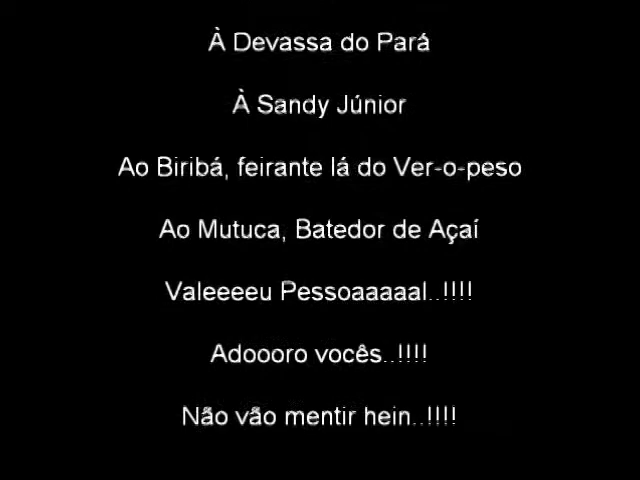 À Devassa do Pará
À Sandy Júnior
Ao Biribá, feirante lá do Ver-o-peso
Ao Mutuca, Batedor de Açaí
Valeeeeu Pessoaaaaal..!!!!
Adoooro vocês..!!!!
Não vão mentir hein..!!!!